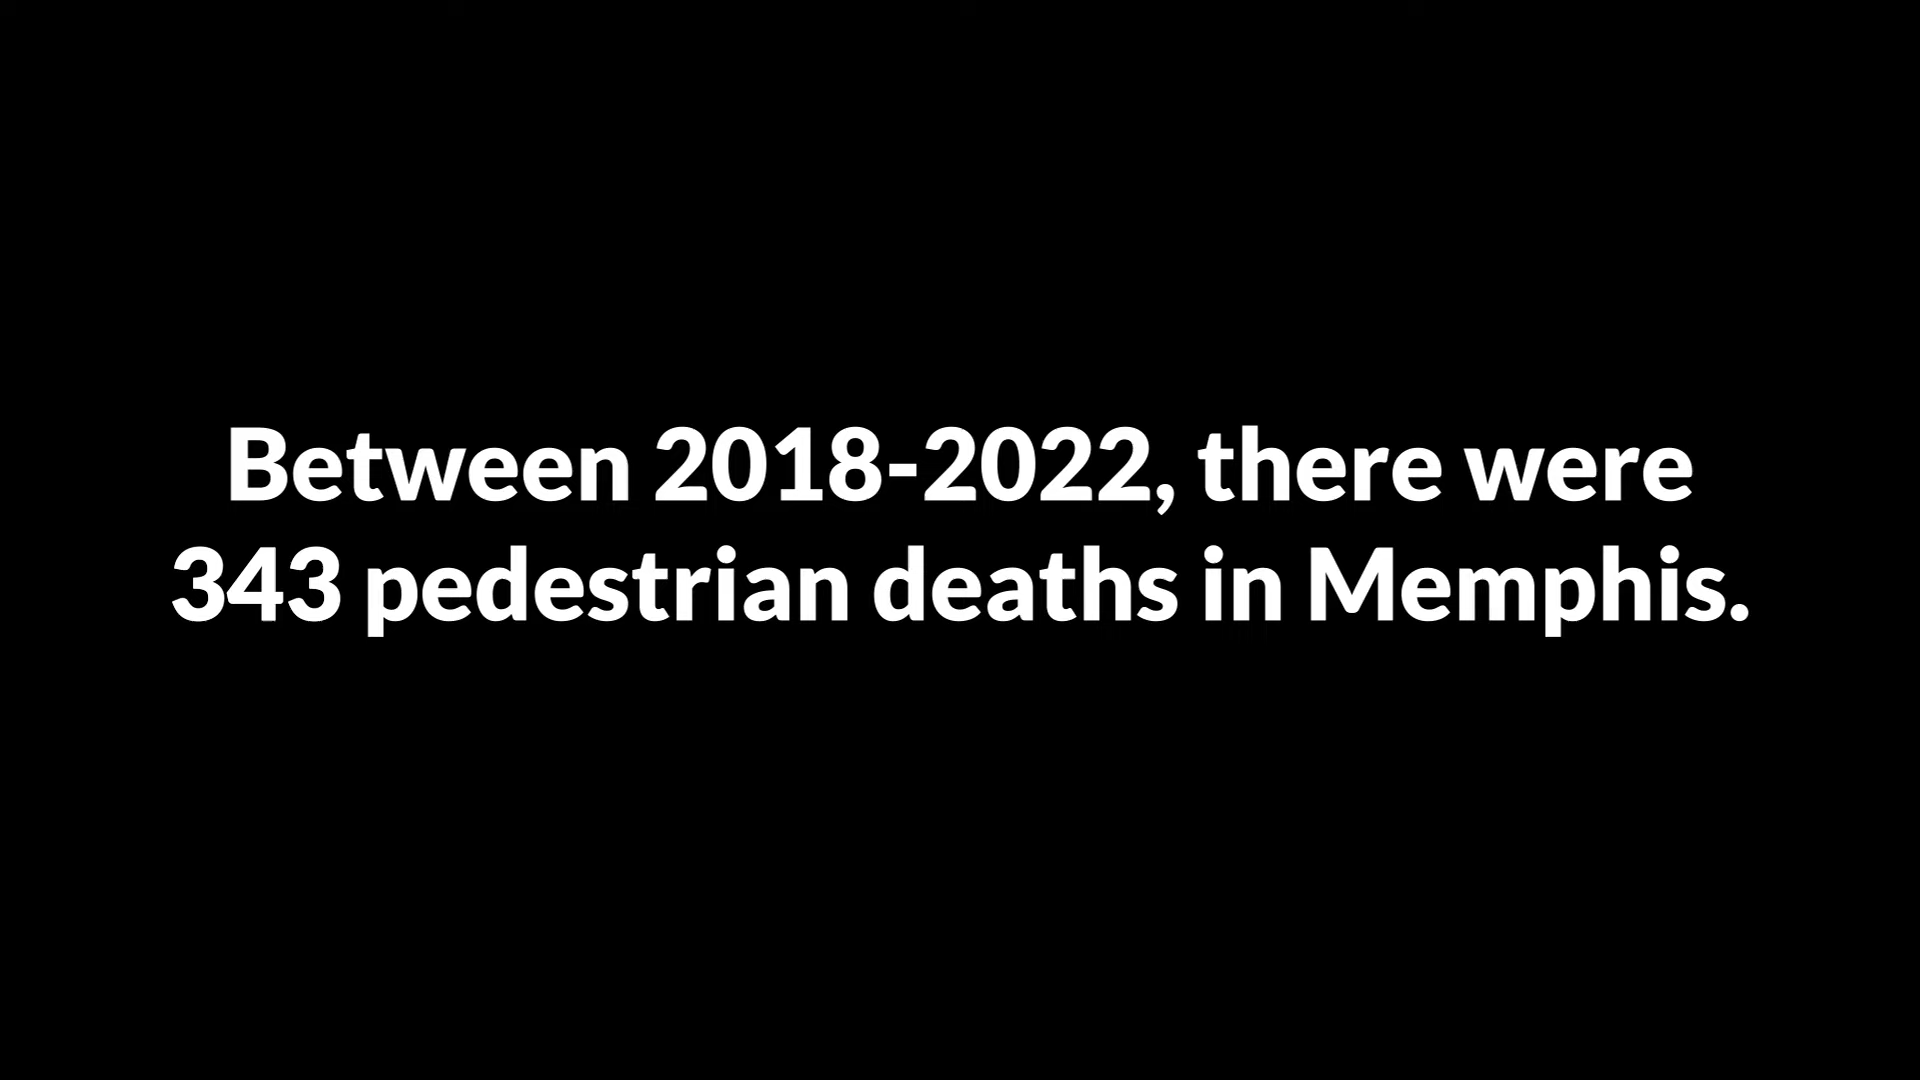 Between 2018-2022, there were
343 pedestrian deaths in Memphis.